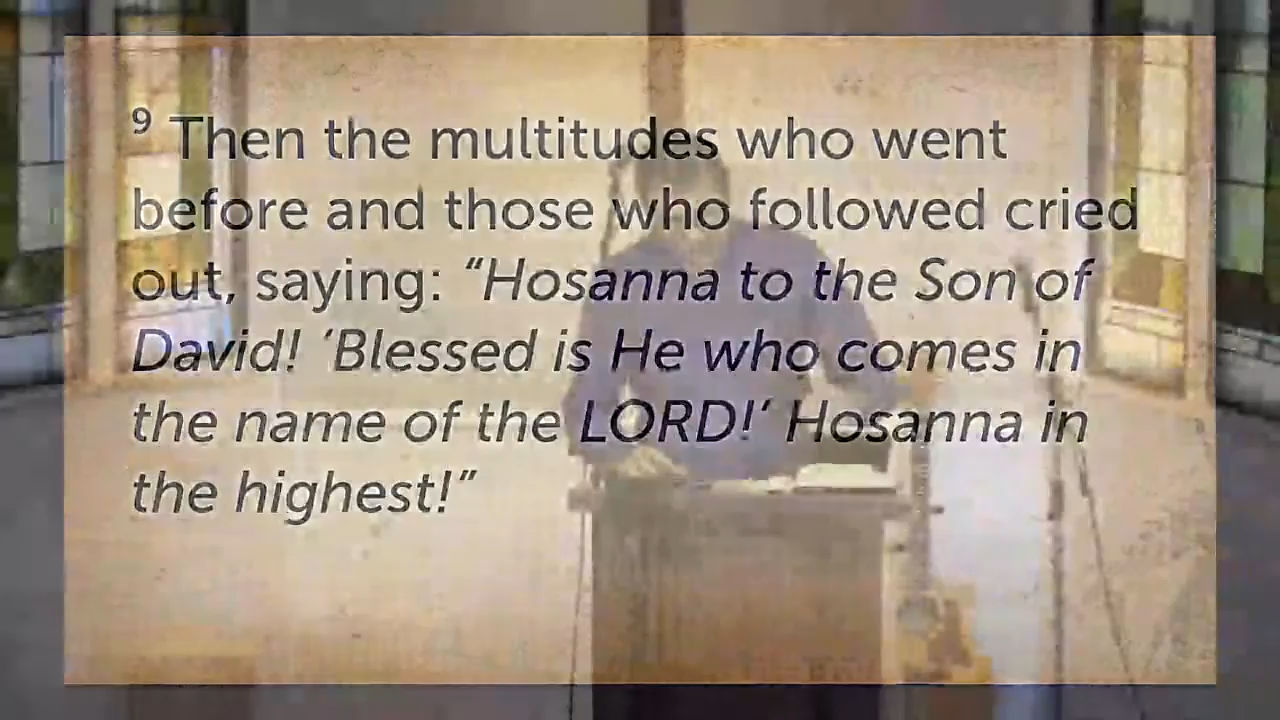 9 Then the multitudes who went
before and those who followed cried
out, saying: “Hosanna to the Son of
David! ‘Blessed is He who comes in
the name of the LORD!’ Hosanna in
the highest!”